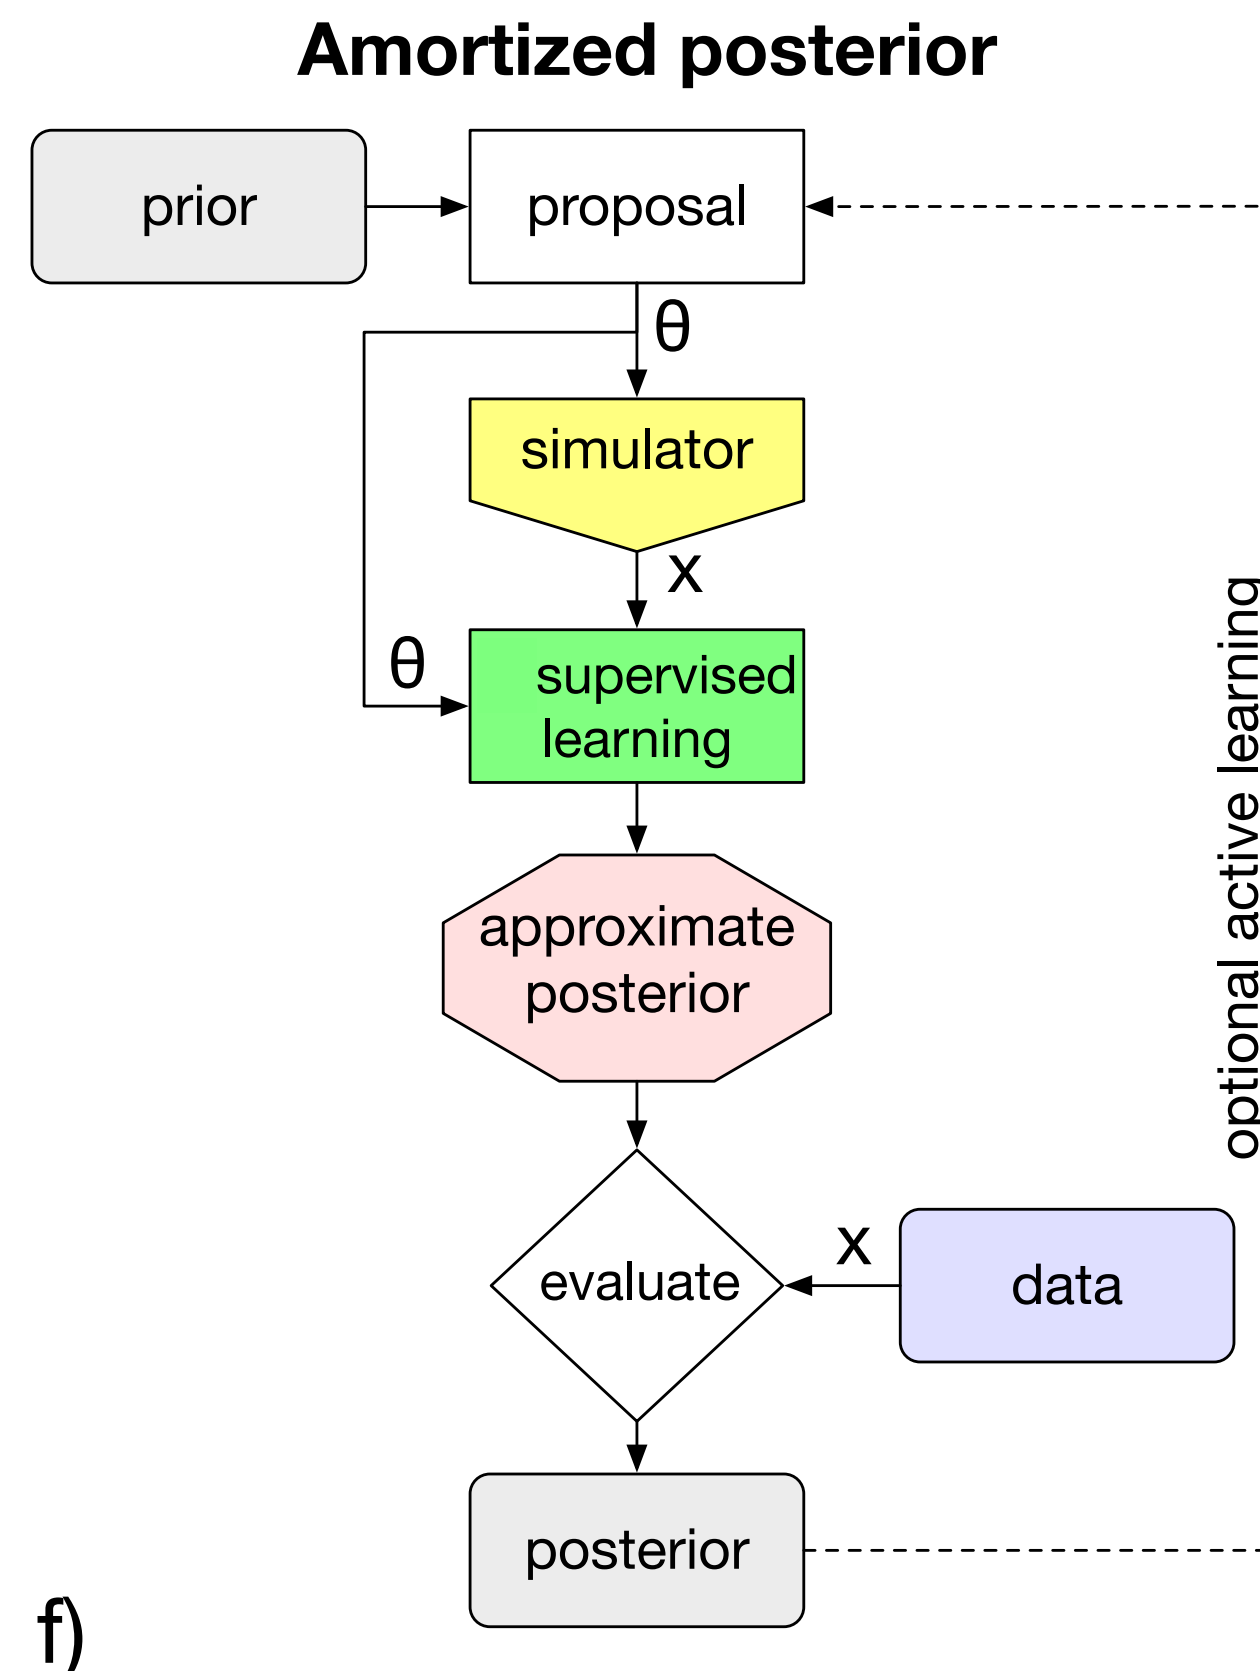 Amortized posterior
prior
proposal
θ
simulator
x
θ
supervised
learning
approximate
posterior
optional active learning
evaluate
x
data
posterior
f)